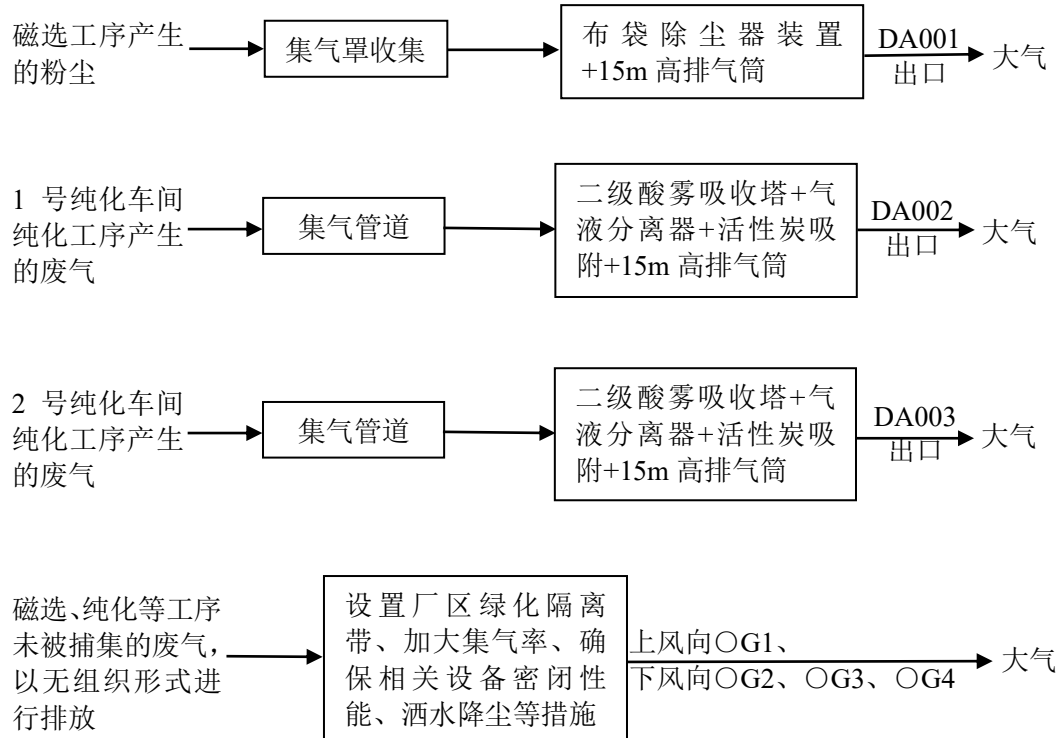 磁选工序产生
的粉尘
集气罩收集
布袋除尘器装置
+15m 高排气筒
DA001
出口
大气
1 号纯化车间
纯化工序产生
的废气
集气管道
二级酸雾吸收塔+气
液分离器+活性炭吸
附+15m 高排气筒
DA002
出口
大气
2 号纯化车间
纯化工序产生
的废气
集气管道
二级酸雾吸收塔+气
液分离器+活性炭吸
附+15m 高排气筒
DA003
出口
大气
磁选、纯化等工序
未被捕集的废气，
以无组织形式进
行排放
设置厂区绿化隔离
带、加大集气率、确
保相关设备密闭性
能、洒水降尘等措施
上风向〇G1、
下风向〇G2、〇G3、〇G4
大气